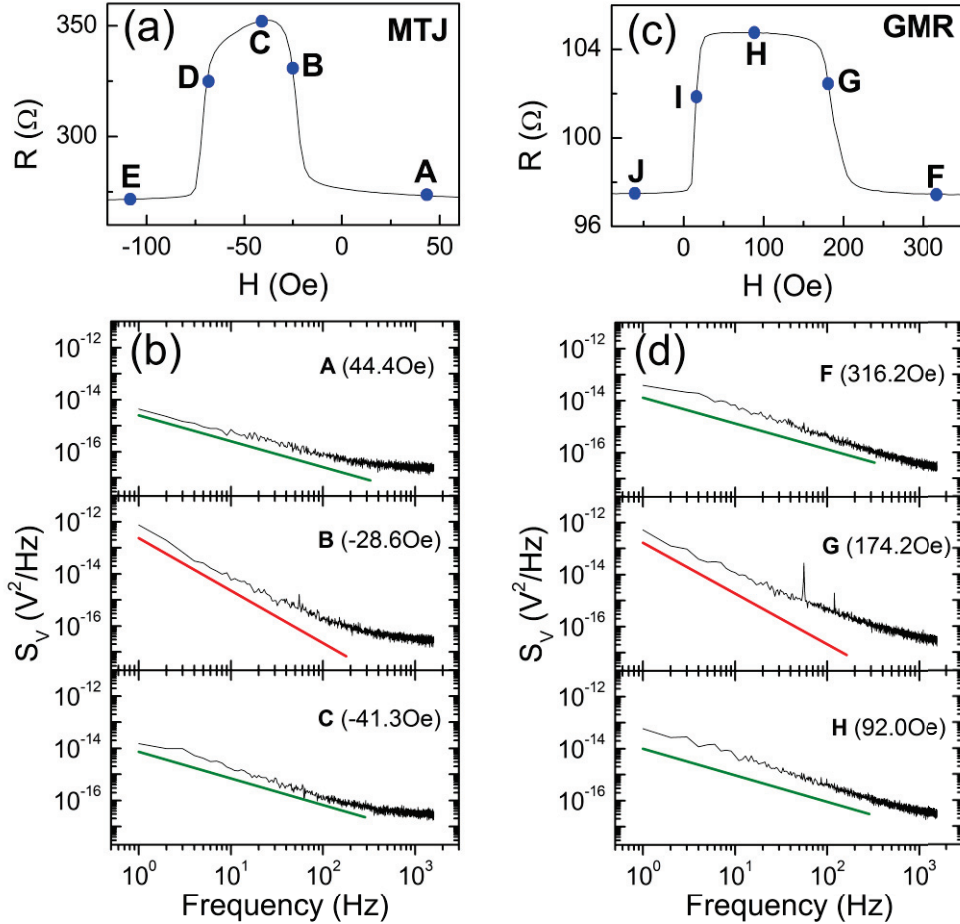 (a)
MTJ
350
300
R (Ω)
A
B
C
D
E
-100
-50
0
50
H (Oe)
(c)
GMR
104
100
96
R (Ω)
F
G
H
I
J
0
100
200
300
H (Oe)
(b)
A (44.4Oe)
B (-28.6Oe)
C (-41.3Oe)
10⁻¹²
10⁻¹⁴
10⁻¹⁶
10⁻¹²
10⁻¹⁴
10⁻¹⁶
10⁻¹²
10⁻¹⁴
10⁻¹⁶
S_V (V²/Hz)
10⁰
10¹
10²
10³
Frequency (Hz)
(d)
F (316.2Oe)
G (174.2Oe)
H (92.0Oe)
10⁻¹²
10⁻¹⁴
10⁻¹⁶
10⁻¹²
10⁻¹⁴
10⁻¹⁶
10⁻¹²
10⁻¹⁴
10⁻¹⁶
S_V (V²/Hz)
10⁰
10¹
10²
10³
Frequency (Hz)